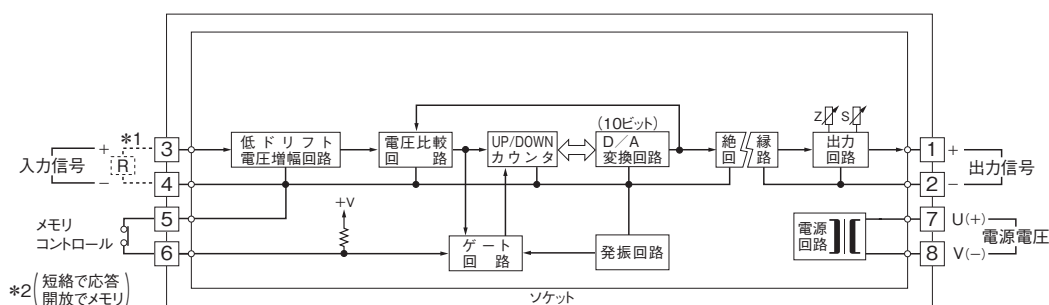 (10ビット)
Z
S
*1
3
低ドリフト
電圧増幅回路
電圧比較
回 路
UP/DOWN
カウンタ
D/A
変換回路
絶 縁
回 路
出力
回路
1
+
入力信号
+
R
−
4
2
−
出力信号
メモリ
コントロール
5
6
+V
ゲート
回 路
発振回路
電源
回路
7
U(+)
電源電圧
8
V(−)
*2(短絡で応答
開放でメモリ)
ソケット